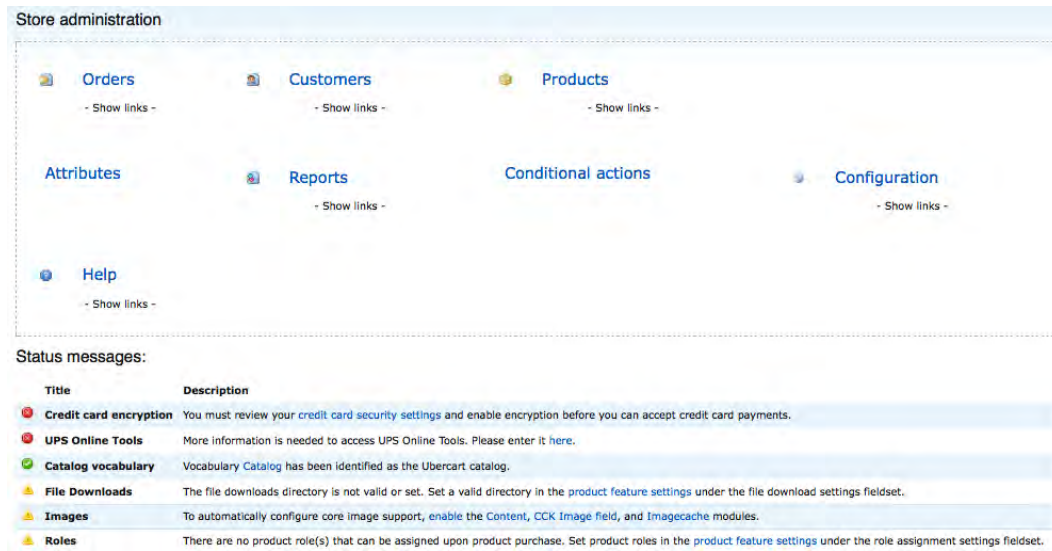 Store administration
Orders Customers Products
- Show links - - Show links - - Show links -
Attributes Reports Conditional actions Configuration
- Show links - - Show links -
Help
- Show links -
Status messages:
Title Description
Credit card encryption You must review your credit card security settings and enable encryption before you can accept credit card payments.
UPS Online Tools More information is needed to access UPS Online Tools. Please enter it here.
Catalog vocabulary Vocabulary Catalog has been identified as the Ubercart catalog.
File Downloads The file downloads directory is not valid or set. Set a valid directory in the product feature settings under the file download settings fieldset.
Images To automatically configure core image support, enable the Content, CCK Image field, and Imagecache modules.
Roles There are no product role(s) that can be assigned upon product purchase. Set product roles in the product feature settings under the role assignment settings fieldset.